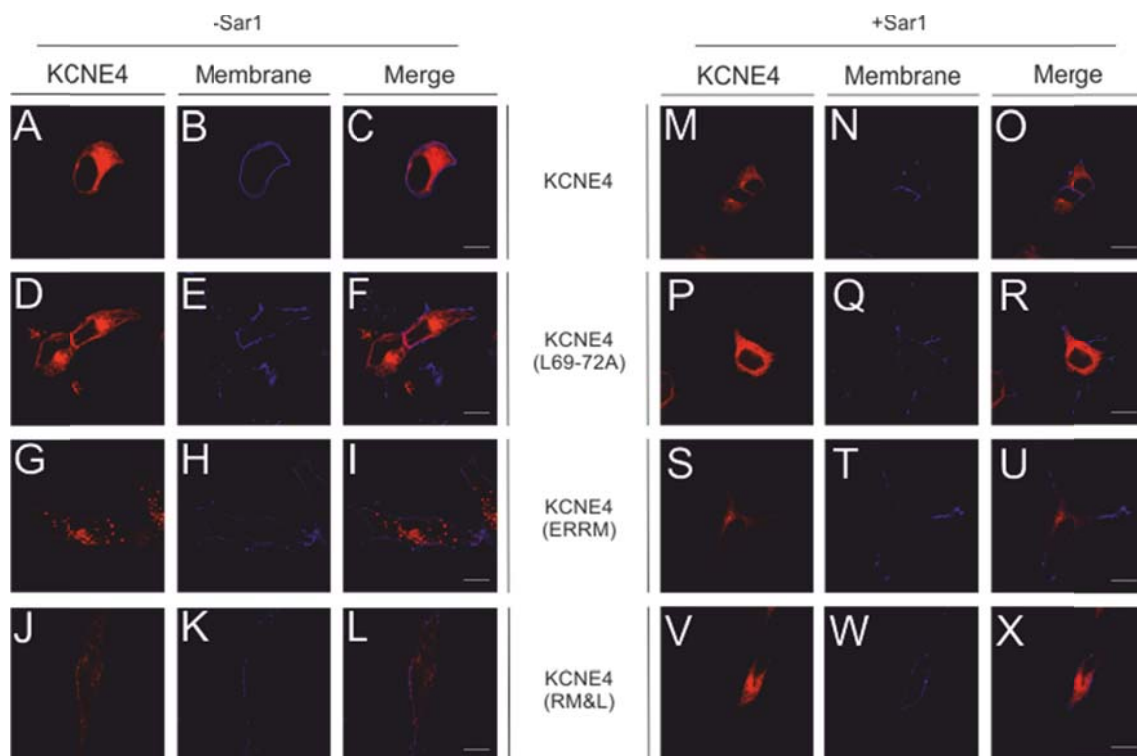 -Sar1 +Sar1
KCNE4 Membrane Merge KCNE4 Membrane Merge
A B C KCNE4 M N O
D E F KCNE4 (L69-72A) P Q R
G H I KCNE4 (ERRM) S T U
J K L KCNE4 (RM&L) V W X